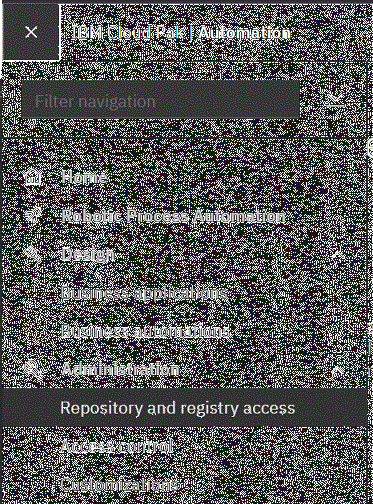 IBM Cloud Pak | Automation
Filter navigation
Home
Robotic Process Automation
Design
Business applications
Business automations
Administration
Repository and registry access
Access control
Customizations